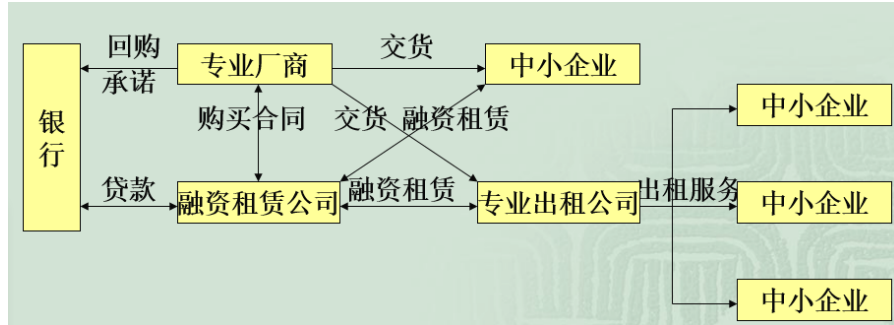 回购
承诺
专业厂商
交货
中小企业
银行
购买合同
交货
融资租赁
中小企业
贷款
融资租赁公司
融资租赁
专业出租公司
出租服务
中小企业
中小企业